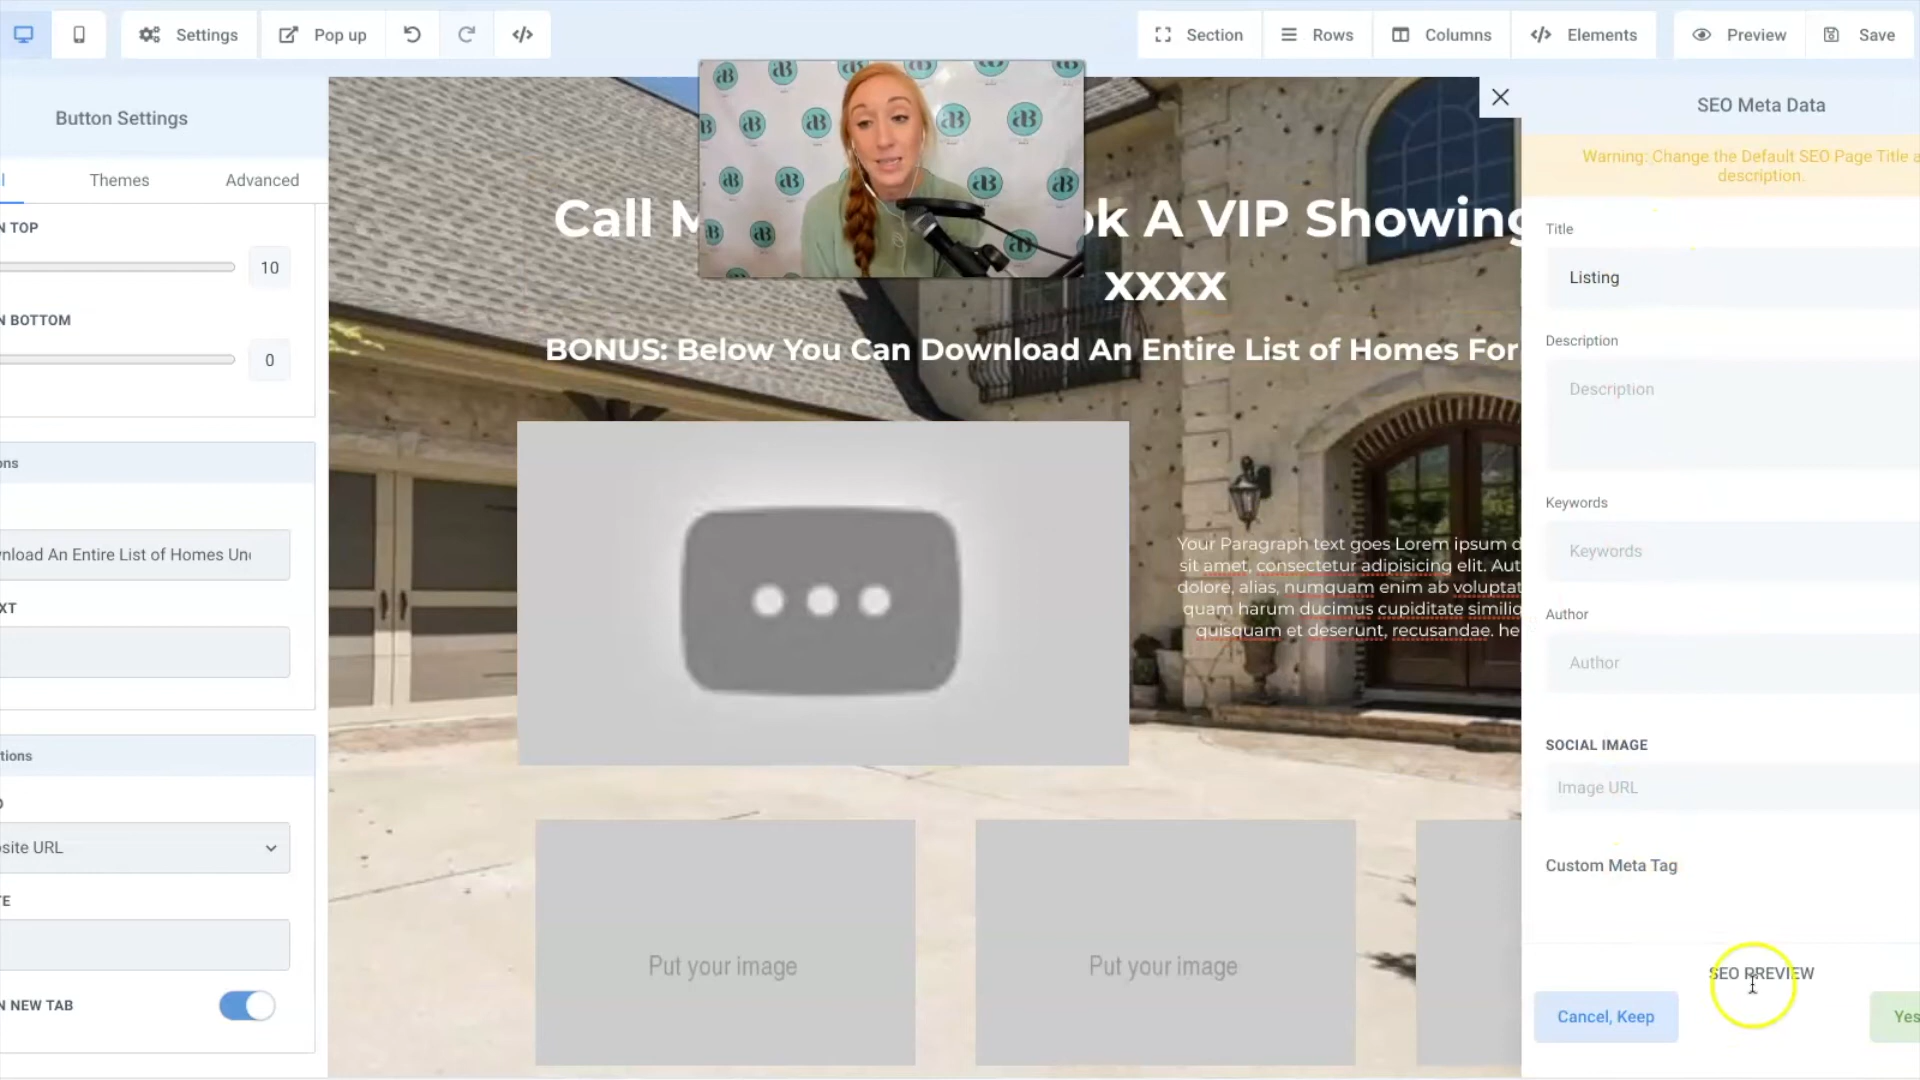 Settings
Pop up
Section
Rows
Columns
Elements
Preview
Save
Button Settings
Themes
Advanced
N TOP
10
N BOTTOM
0
ons
nload An Entire List of Homes Un
XT
tions
site URL
TE
N NEW TAB
Call M
ok A VIP Showing
xxxx
BONUS: Below You Can Download An Entire List of Homes For
Your Paragraph text goes Lorem ipsum d
sit amet, consectetur adipisicing elit. Aut
dolore, alias, numquam enim ab voluptat
quam harum ducimus cupiditate similiq
quisquam et deserunt, recusandae. he
Put your image
Put your image
SEO Meta Data
Warning: Change the Default SEO Page Title a
description.
Title
Listing
Description
Description
Keywords
Keywords
Author
Author
SOCIAL IMAGE
Image URL
Custom Meta Tag
SEO PREVIEW
Cancel, Keep
Yes